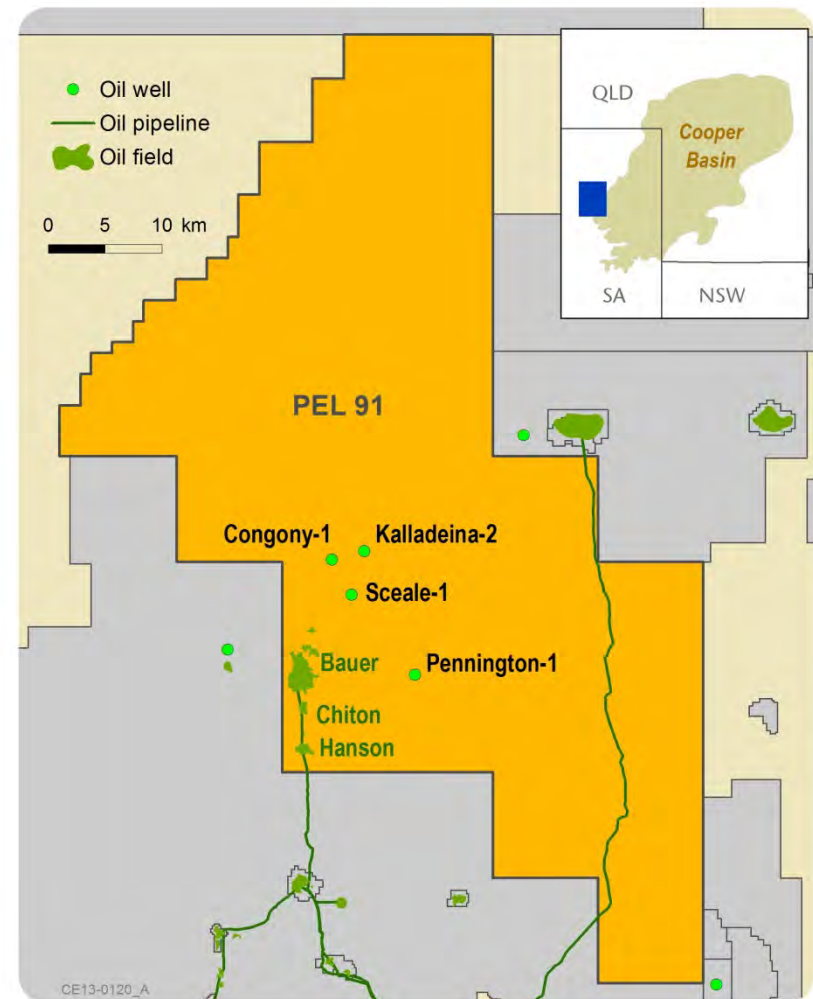 Oil well
Oil pipeline
Oil field
0 5 10 km
QLD
Cooper
Basin
SA
NSW
PEL 91
Congony-1
Kalladeina-2
Sceale-1
Bauer
Pennington-1
Chiton
Hanson
CE13-0120_A